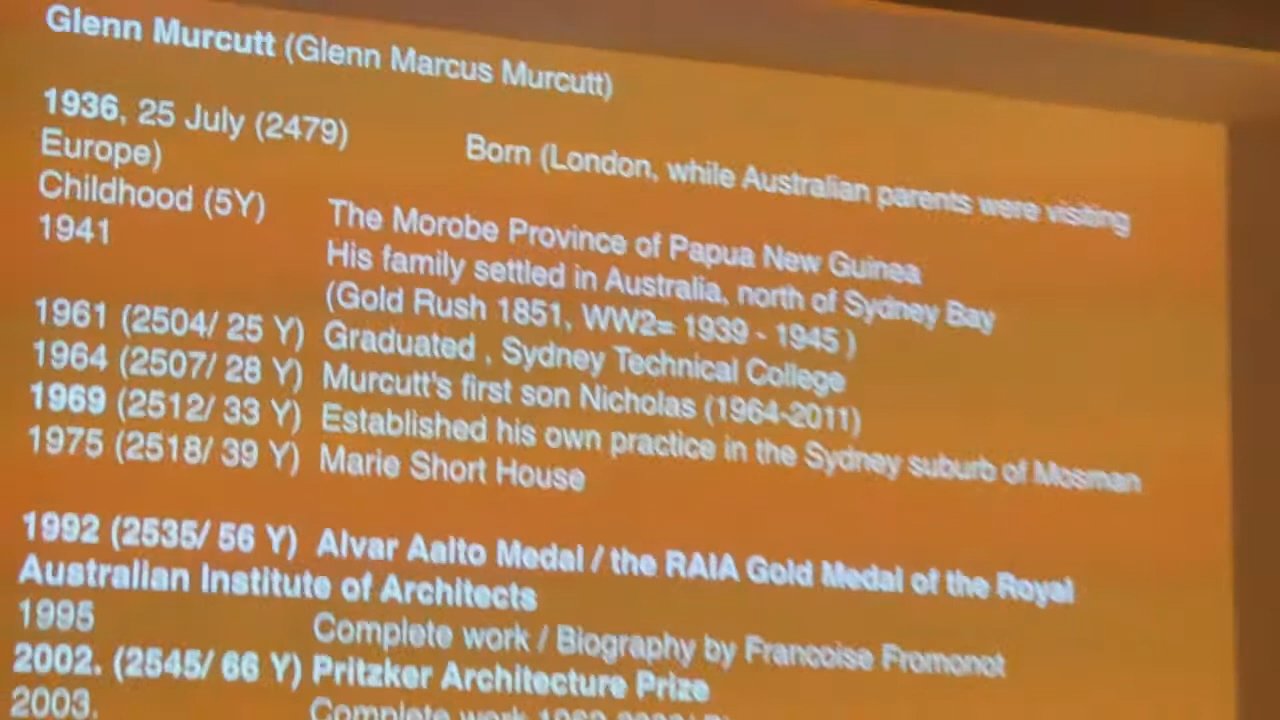 Glenn Murcutt (Glenn Marcus Murcutt)
1936, 25 July (2479) Born (London, while Australian parents were visiting
Europe)
Childhood (5Y) The Morobe Province of Papua New Guinea
1941 His family settled in Australia, north of Sydney Bay
(Gold Rush 1851, WW2= 1939 - 1945 )
1961 (2504/ 25 Y) Graduated , Sydney Technical College
1964 (2507/ 28 Y) Murcutt's first son Nicholas (1964-2011)
1969 (2512/ 33 Y) Established his own practice in the Sydney suburb of Mosman
1975 (2518/ 39 Y) Marie Short House
1992 (2535/ 56 Y) Alvar Aalto Medal / the RAIA Gold Medal of the Royal
Australian Institute of Architects
1995 Complete work / Biography by Francoise Fromonot
2002. (2545/ 66 Y) Pritzker Architecture Prize
2003. Complete work